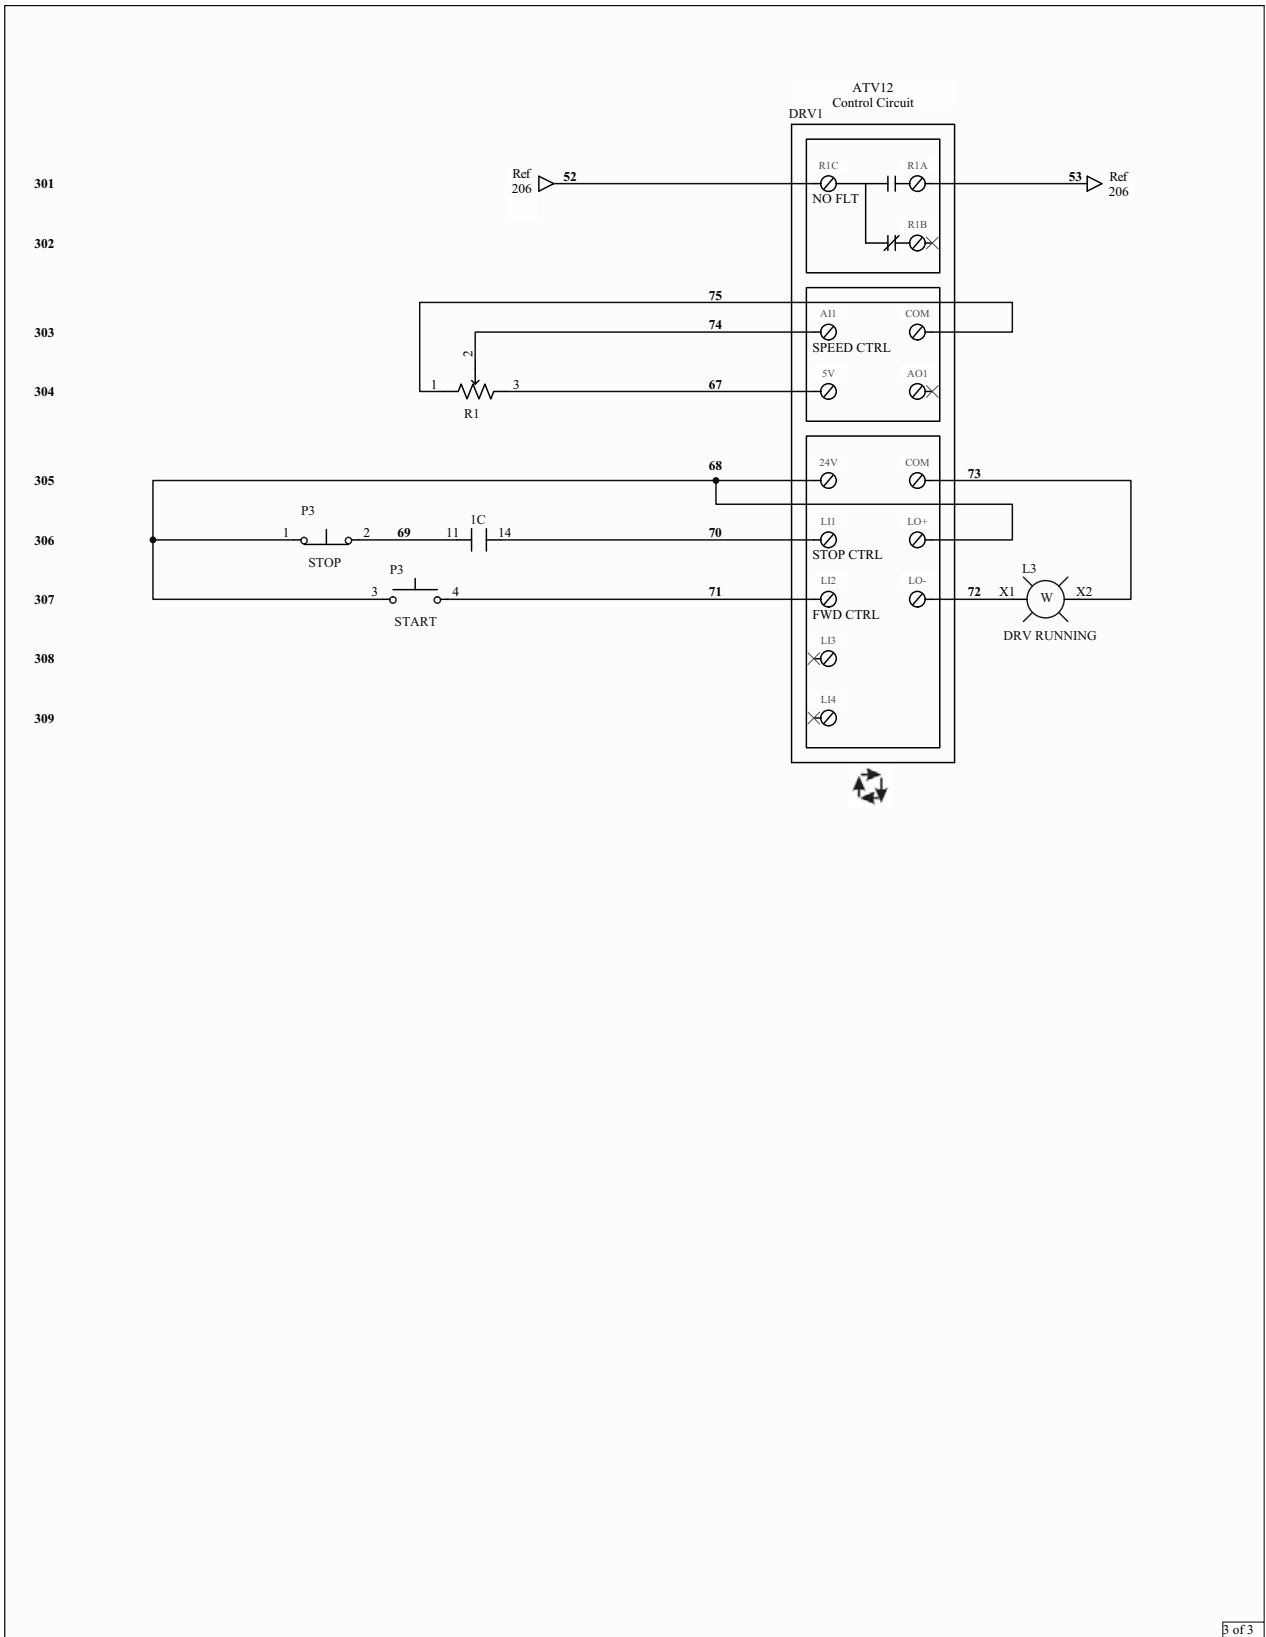 ATV12
Control Circuit
DRV1
301
Ref
206
52
R1C
R1A
53
Ref
206
NO FLT
302
R1B
75
303
74
AI1
COM
2
SPEED CTRL
304
1
3
67
5V
AO1
R1
305
68
24V
COM
73
P3
306
1
2
69
11
1C
14
70
LI1
LO+
STOP
STOP CTRL
P3
307
3
4
71
LI2
LO-
72
X1
L3
W
X2
START
FWD CTRL
DRV RUNNING
308
LI3
309
LI4
3 of 3